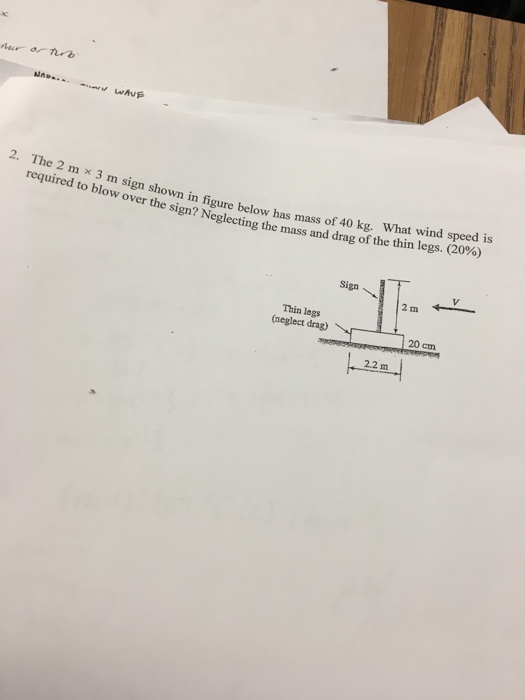 or turb
WAVE
2. The 2 m × 3 m sign shown in figure below has mass of 40 kg. What wind speed is
required to blow over the sign? Neglecting the mass and drag of the thin legs. (20%)
Sign
2 m
V
Thin legs
(neglect drag)
20 cm
2.2 m